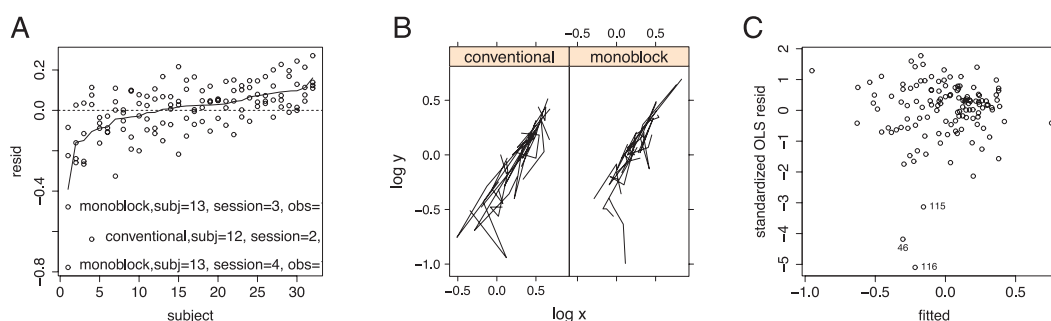 A
resid
0.2
0.0
−0.4
−0.8
monoblock,subj=13, session=3, obs=
conventional,subj=12, session=2,
monoblock,subj=13, session=4, obs=
0 5 10 15 20 25 30
subject
B
−0.5 0.0 0.5
conventional monoblock
log y
0.5
0.0
−0.5
−1.0
−0.5 0.0 0.5
log x
C
standardized OLS resid
2
1
0
−1
−2
−3
−4
−5
115
46
116
−1.0 −0.5 0.0 0.5
fitted